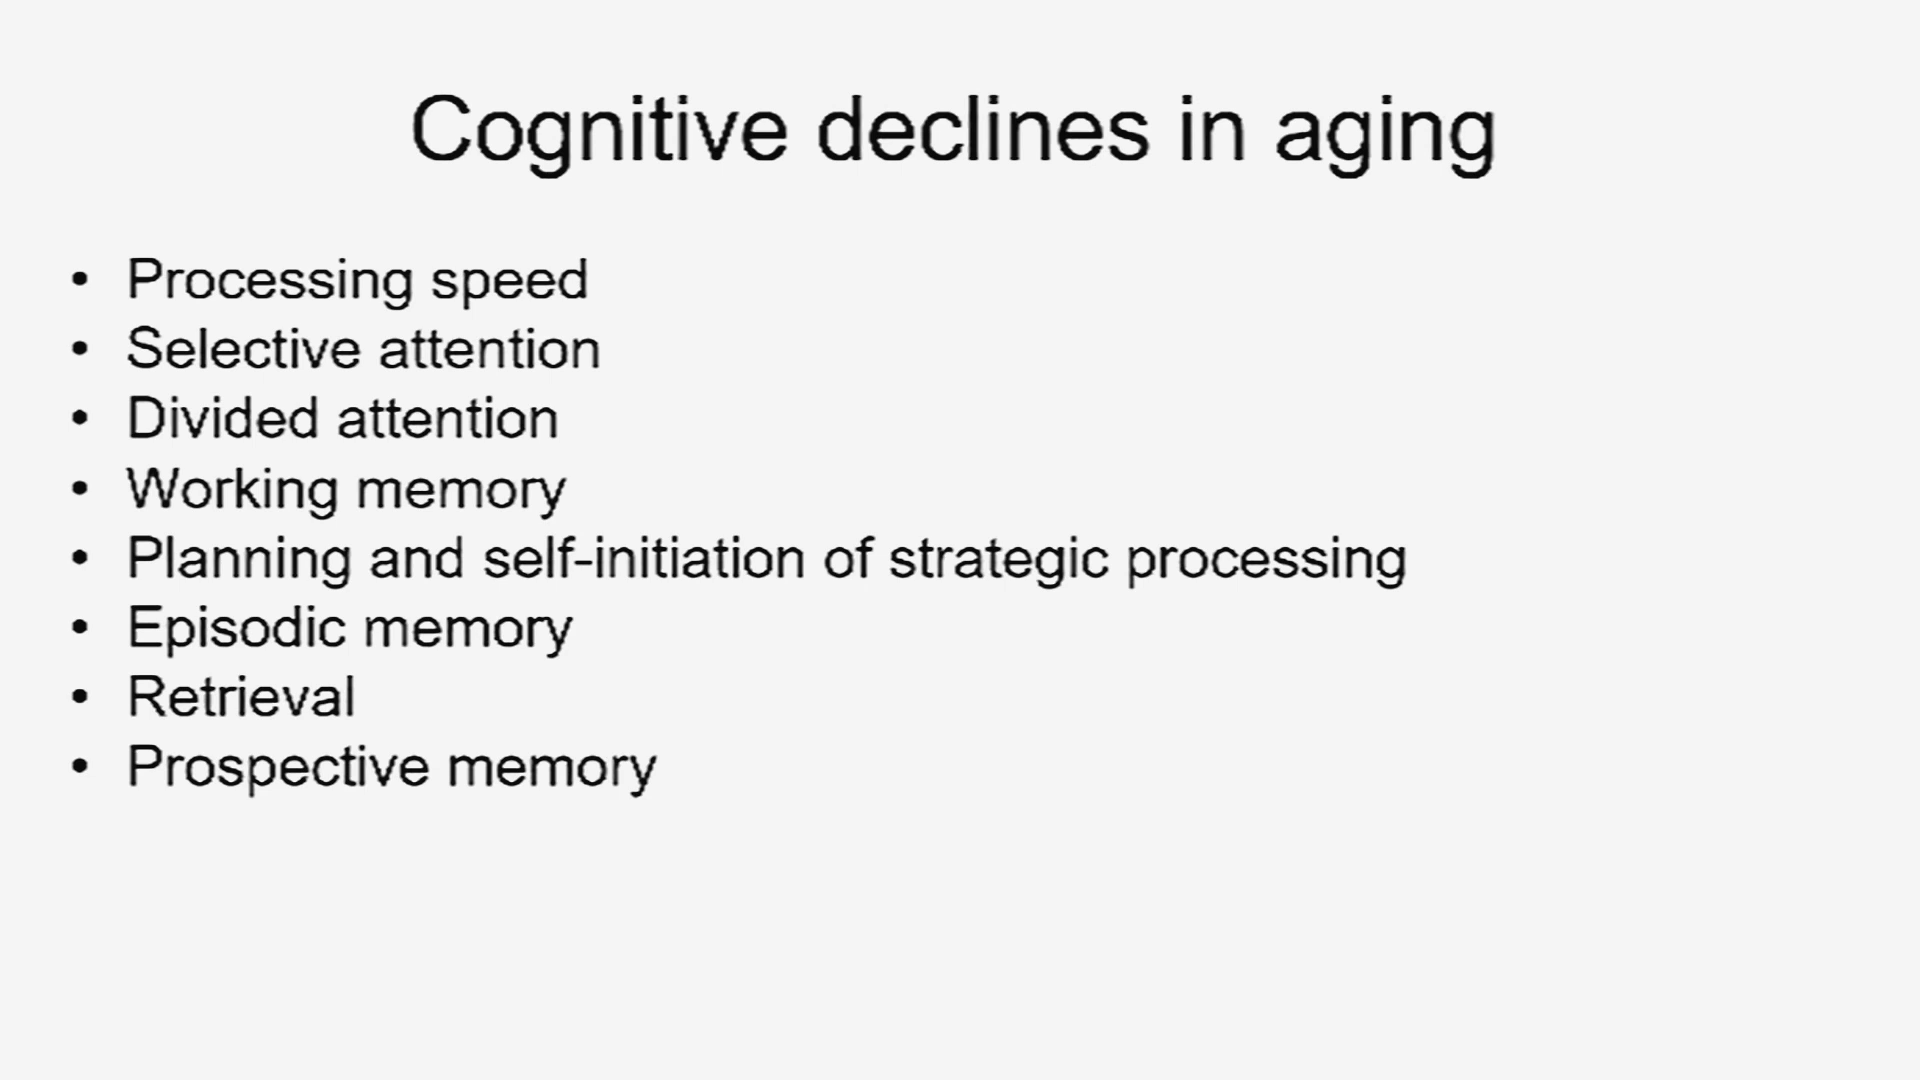 Cognitive declines in aging
• Processing speed
• Selective attention
• Divided attention
• Working memory
• Planning and self-initiation of strategic processing
• Episodic memory
• Retrieval
• Prospective memory